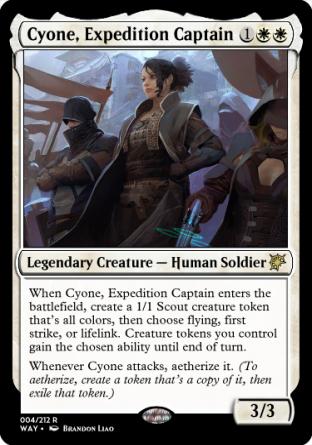 Cyone, Expedition Captain 1
Legendary Creature — Human Soldier
When Cyone, Expedition Captain enters the
battlefield, create a 1/1 Scout creature token
that's all colors, then choose flying, first
strike, or lifelink. Creature tokens you control
gain the chosen ability until end of turn.
Whenever Cyone attacks, aetherize it. (To
aetherize, create a token that's a copy of it, then
exile that token.)
3/3
004/212 R
WAY • Brandon Liao